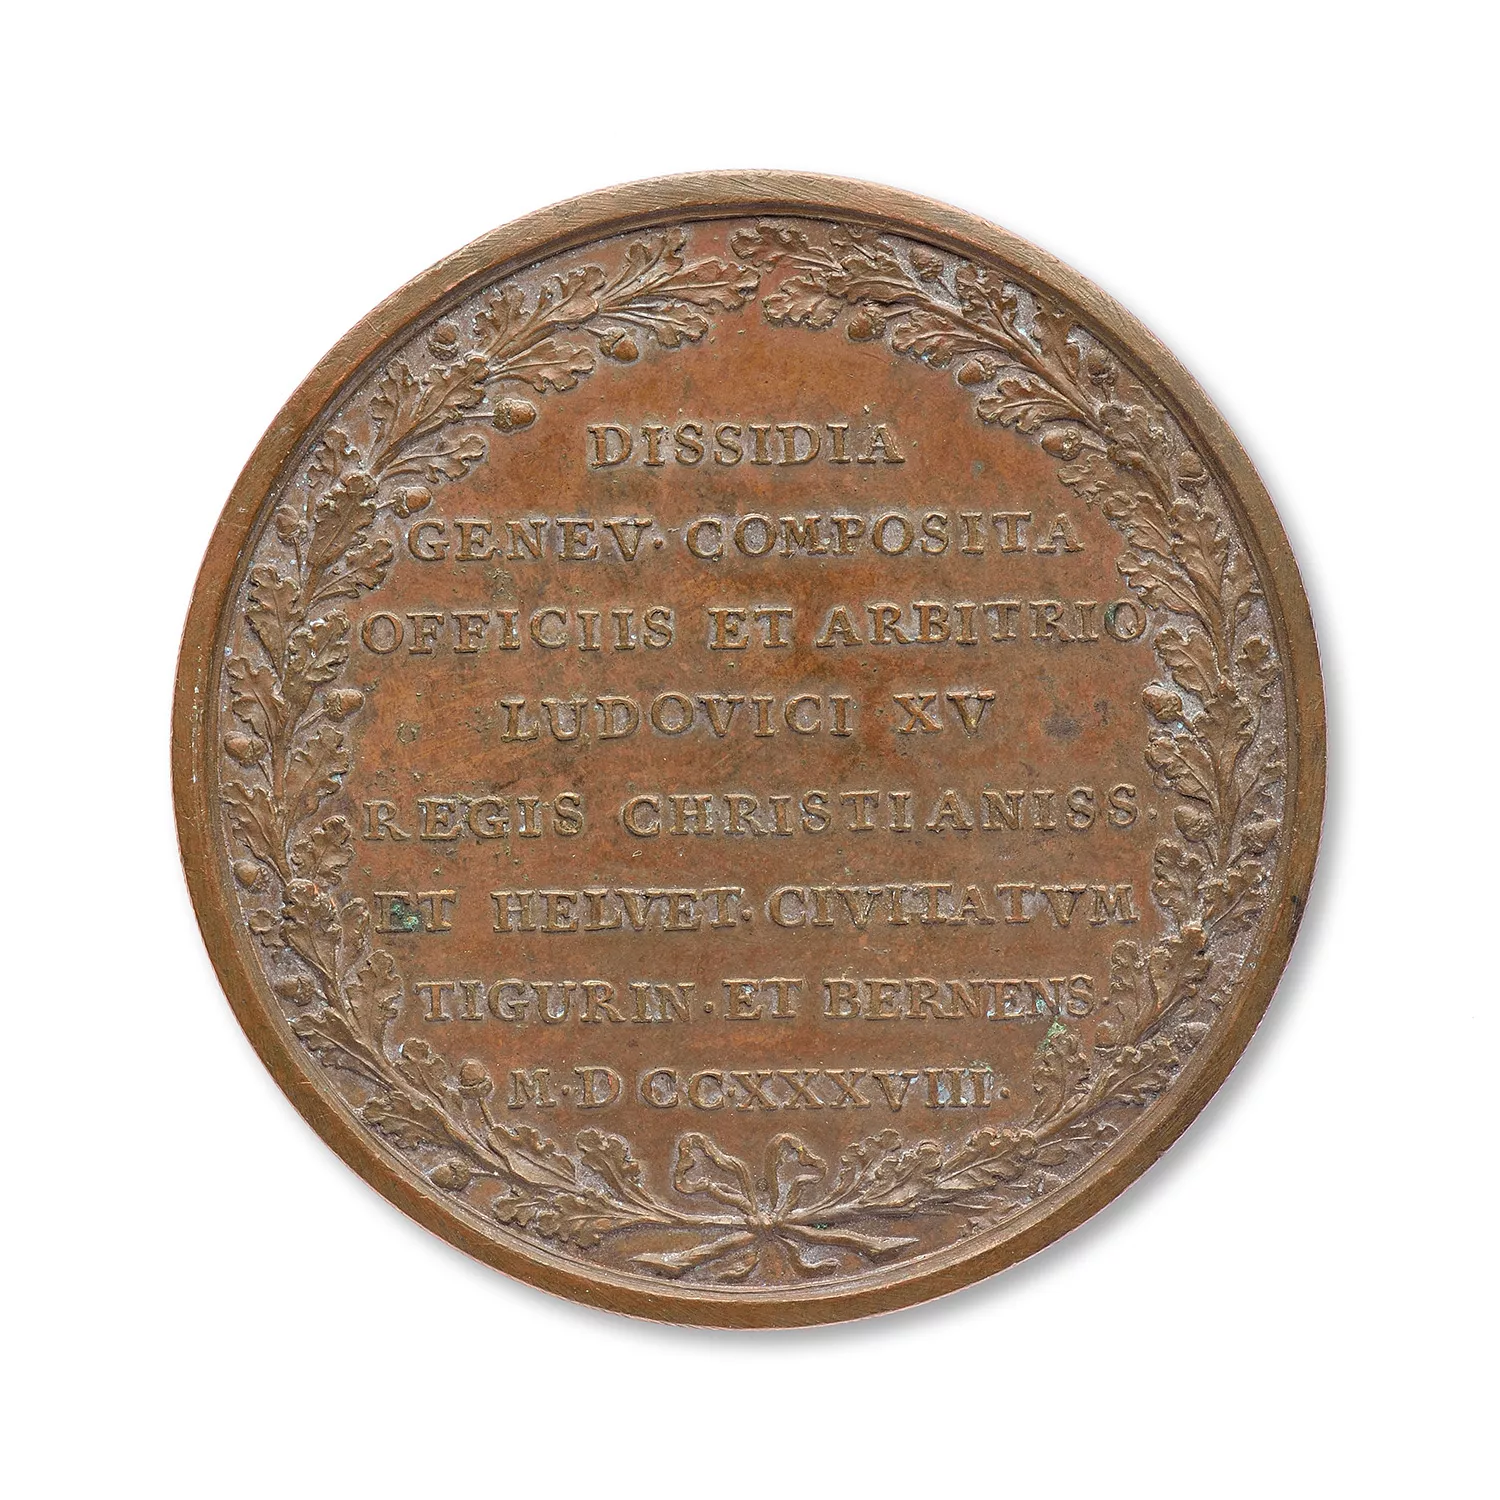 DISSIDIA
GENEV· COMPOSITA
OFFICIIS ET ARBITRIO
LUDOVICI XV
REGIS CHRISTIANISS.
ET HELVET· CIVITATVM
TIGURIN· ET BERNENS·
M·DCCXXXVIII·